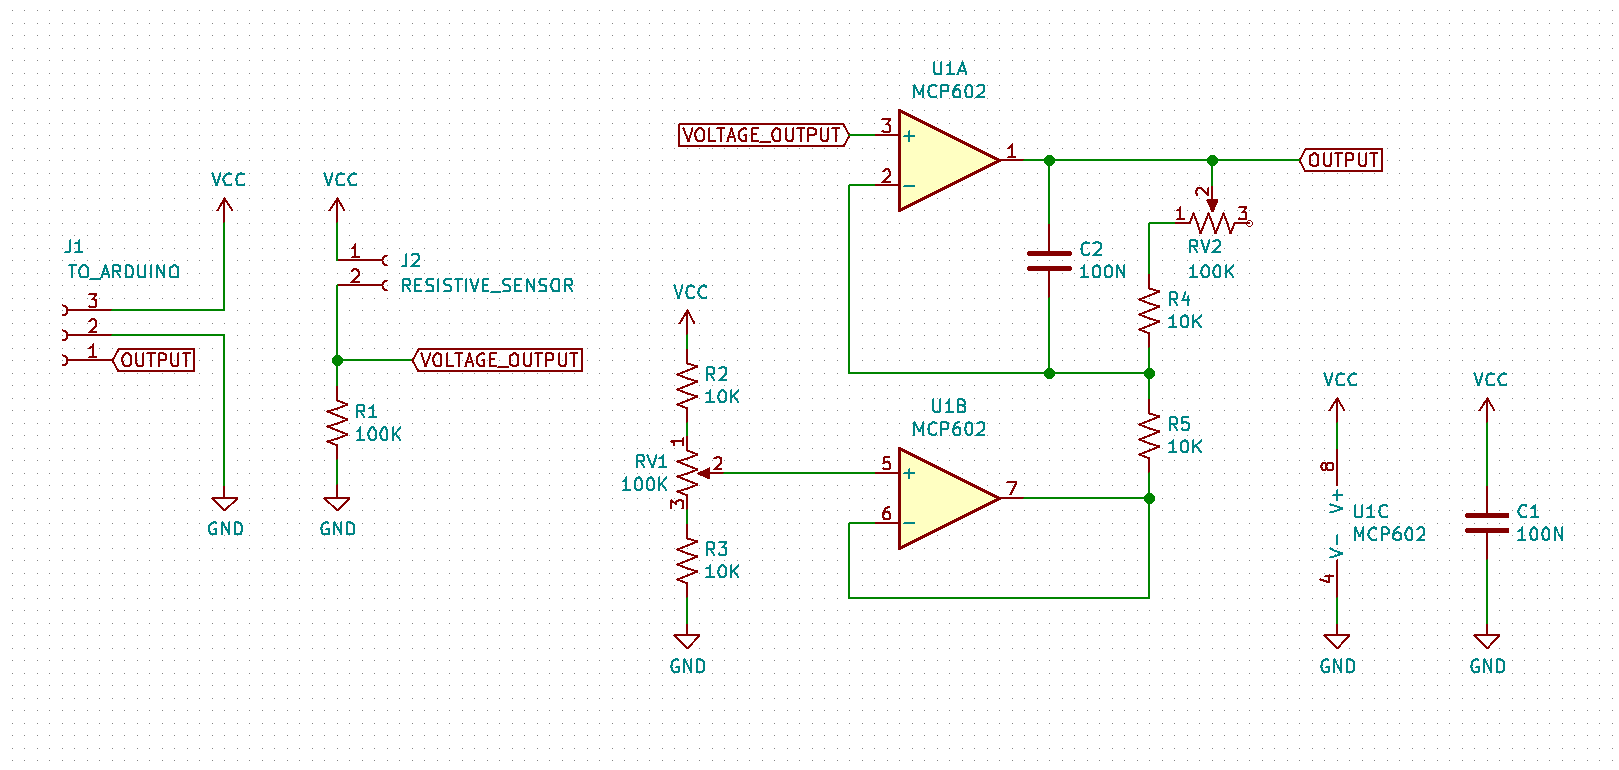 J1
TO_ARDUINO
3
2
1
OUTPUT
VCC
GND
VCC
1
2
J2
RESISTIVE_SENSOR
VOLTAGE_OUTPUT
R1
100K
GND
VCC
R2
10K
1
RV1
100K
2
3
R3
10K
GND
U1A
MCP602
VOLTAGE_OUTPUT
3
+
2
-
1
OUTPUT
C2
100N
2
1
3
RV2
100K
R4
10K
R5
10K
U1B
MCP602
5
+
6
-
7
VCC
8
V+
U1C
MCP602
V-
4
GND
VCC
C1
100N
GND